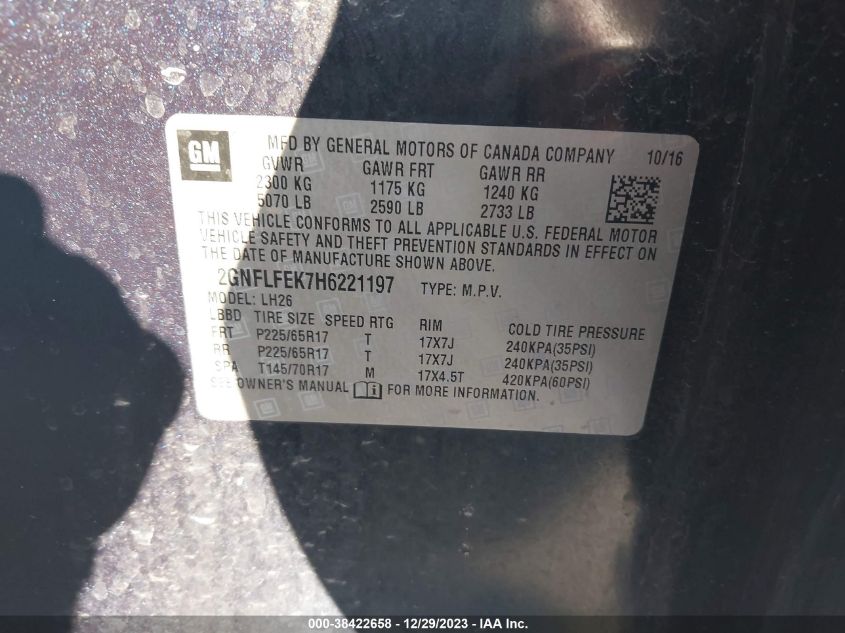 GM MFD BY GENERAL MOTORS OF CANADA COMPANY 10/16
GVWR GAWR FRT GAWR RR
2300 KG 1175 KG 1240 KG
5070 LB 2590 LB 2733 LB
THIS VEHICLE CONFORMS TO ALL APPLICABLE U.S. FEDERAL MOTOR
VEHICLE SAFETY AND THEFT PREVENTION STANDARDS IN EFFECT ON
THE DATE OF MANUFACTURE SHOWN ABOVE.
2GNFLFEK7H6221197 TYPE: M.P.V.
MODEL: LH26
LBBD TIRE SIZE SPEED RTG RIM COLD TIRE PRESSURE
FRT P225/65R17 T 17X7J 240KPA(35PSI)
RR P225/65R17 T 17X7J 240KPA(35PSI)
SPA T145/70R17 M 17X4.5T 420KPA(60PSI)
SEE OWNER'S MANUAL FOR MORE INFORMATION.
000-38422658 - 12/29/2023 - IAA Inc.